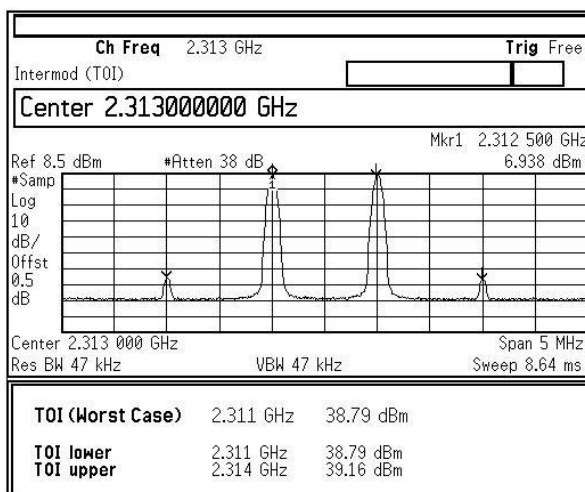 Ch Freq 2.313 GHz Trig Free
Intermod (TOI)
Center 2.313000000 GHz
Mkr1 2.312 500 GHz
Ref 8.5 dBm #Atten 38 dB 6.938 dBm
#Samp
Log
10
dB/
Offst
0.5
dB
1
Center 2.313 000 GHz Span 5 MHz
Res BW 47 kHz VBW 47 kHz Sweep 8.64 ms
TOI (Worst Case) 2.311 GHz 38.79 dBm
TOI lower 2.311 GHz 38.79 dBm
TOI upper 2.314 GHz 39.16 dBm